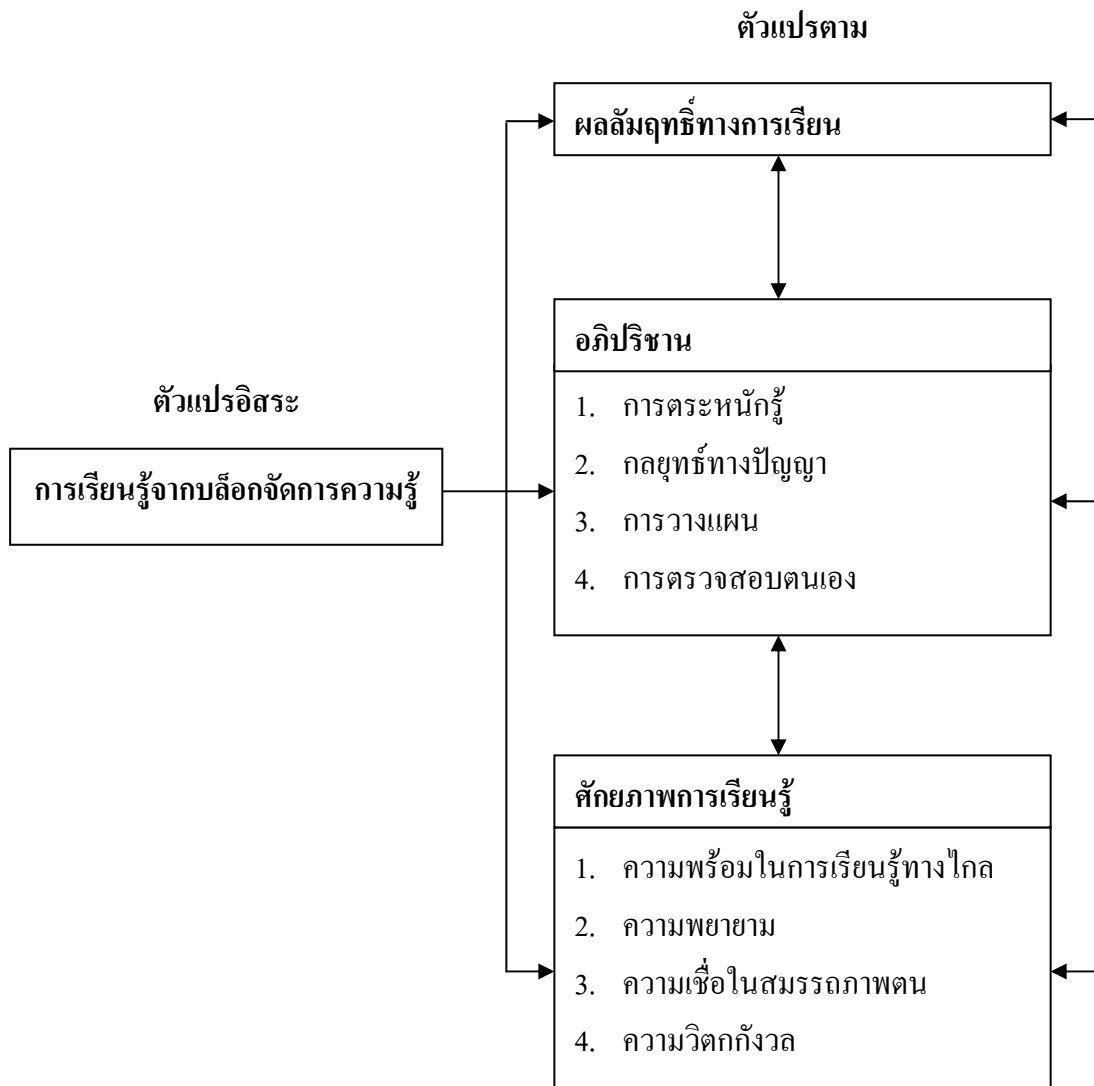 ตัวแปรตาม
ผลลัมฤทธิ์ทางการเรียน
อภิปริชาน
1. การตระหนักรู้
2. กลยุทธ์ทางปัญญา
3. การวางแผน
4. การตรวจสอบตนเอง
ตัวแปรอิสระ
การเรียนรู้จากบล็อกจัดการความรู้
ศักยภาพการเรียนรู้
1. ความพร้อมในการเรียนรู้ทางไกล
2. ความพยายาม
3. ความเชื่อในสมรรถภาพตน
4. ความวิตกกังวล